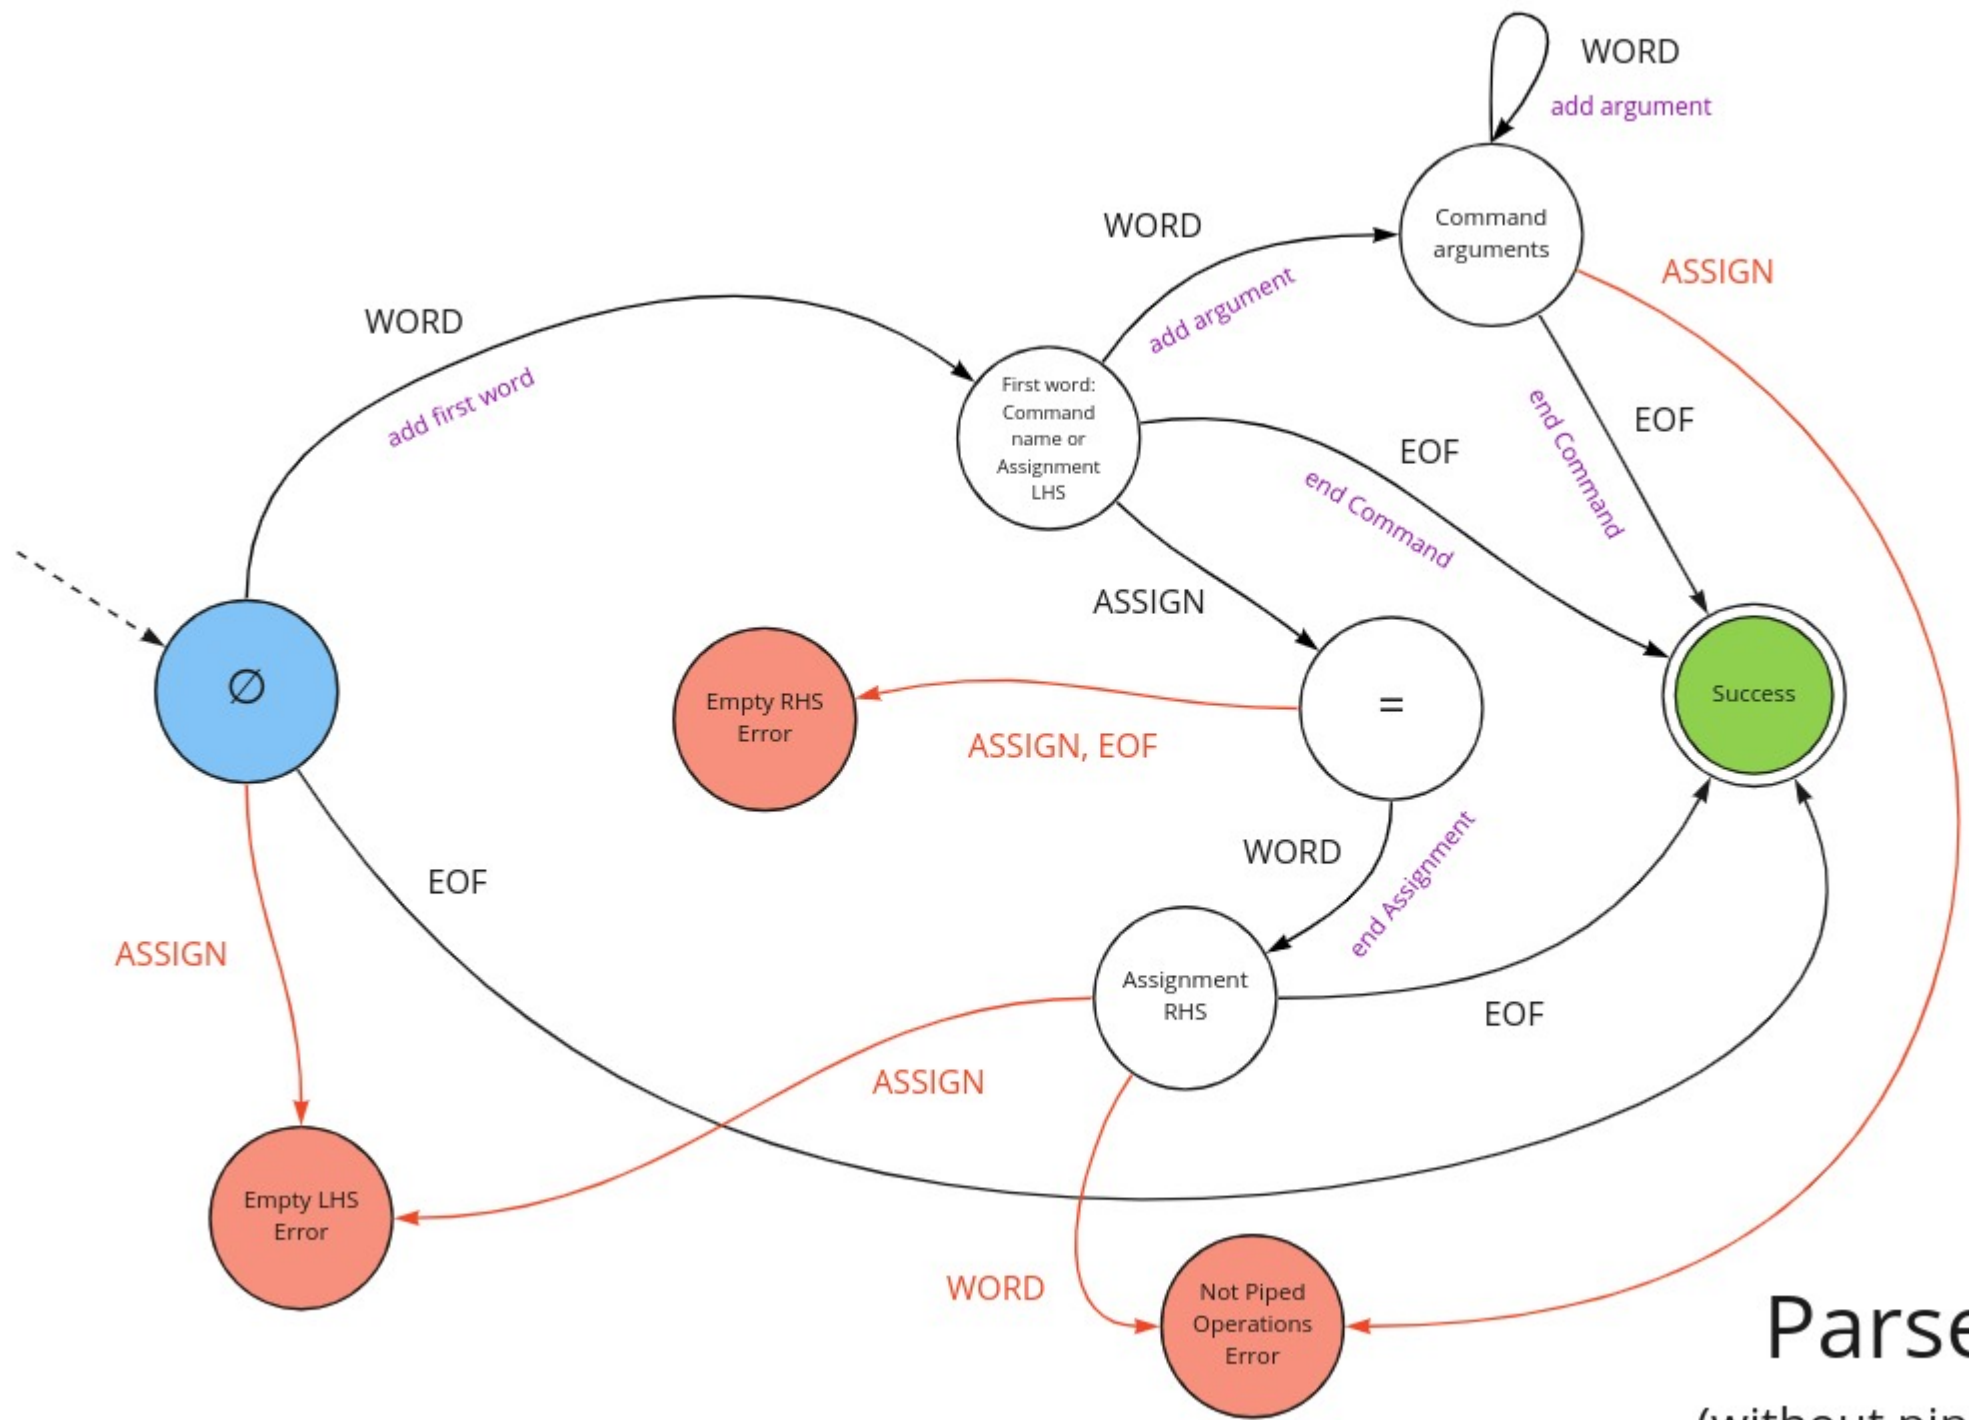 WORD
add argument
WORD
add argument
Command
arguments
ASSIGN
WORD
add first word
First word:
Command
name or
Assignment
LHS
EOF
end Command
EOF
end Command
ASSIGN
∅
Empty RHS
Error
ASSIGN, EOF
=
Success
WORD
end Assignment
EOF
ASSIGN
Assignment
RHS
EOF
ASSIGN
Empty LHS
Error
WORD
Not Piped
Operations
Error
Parse